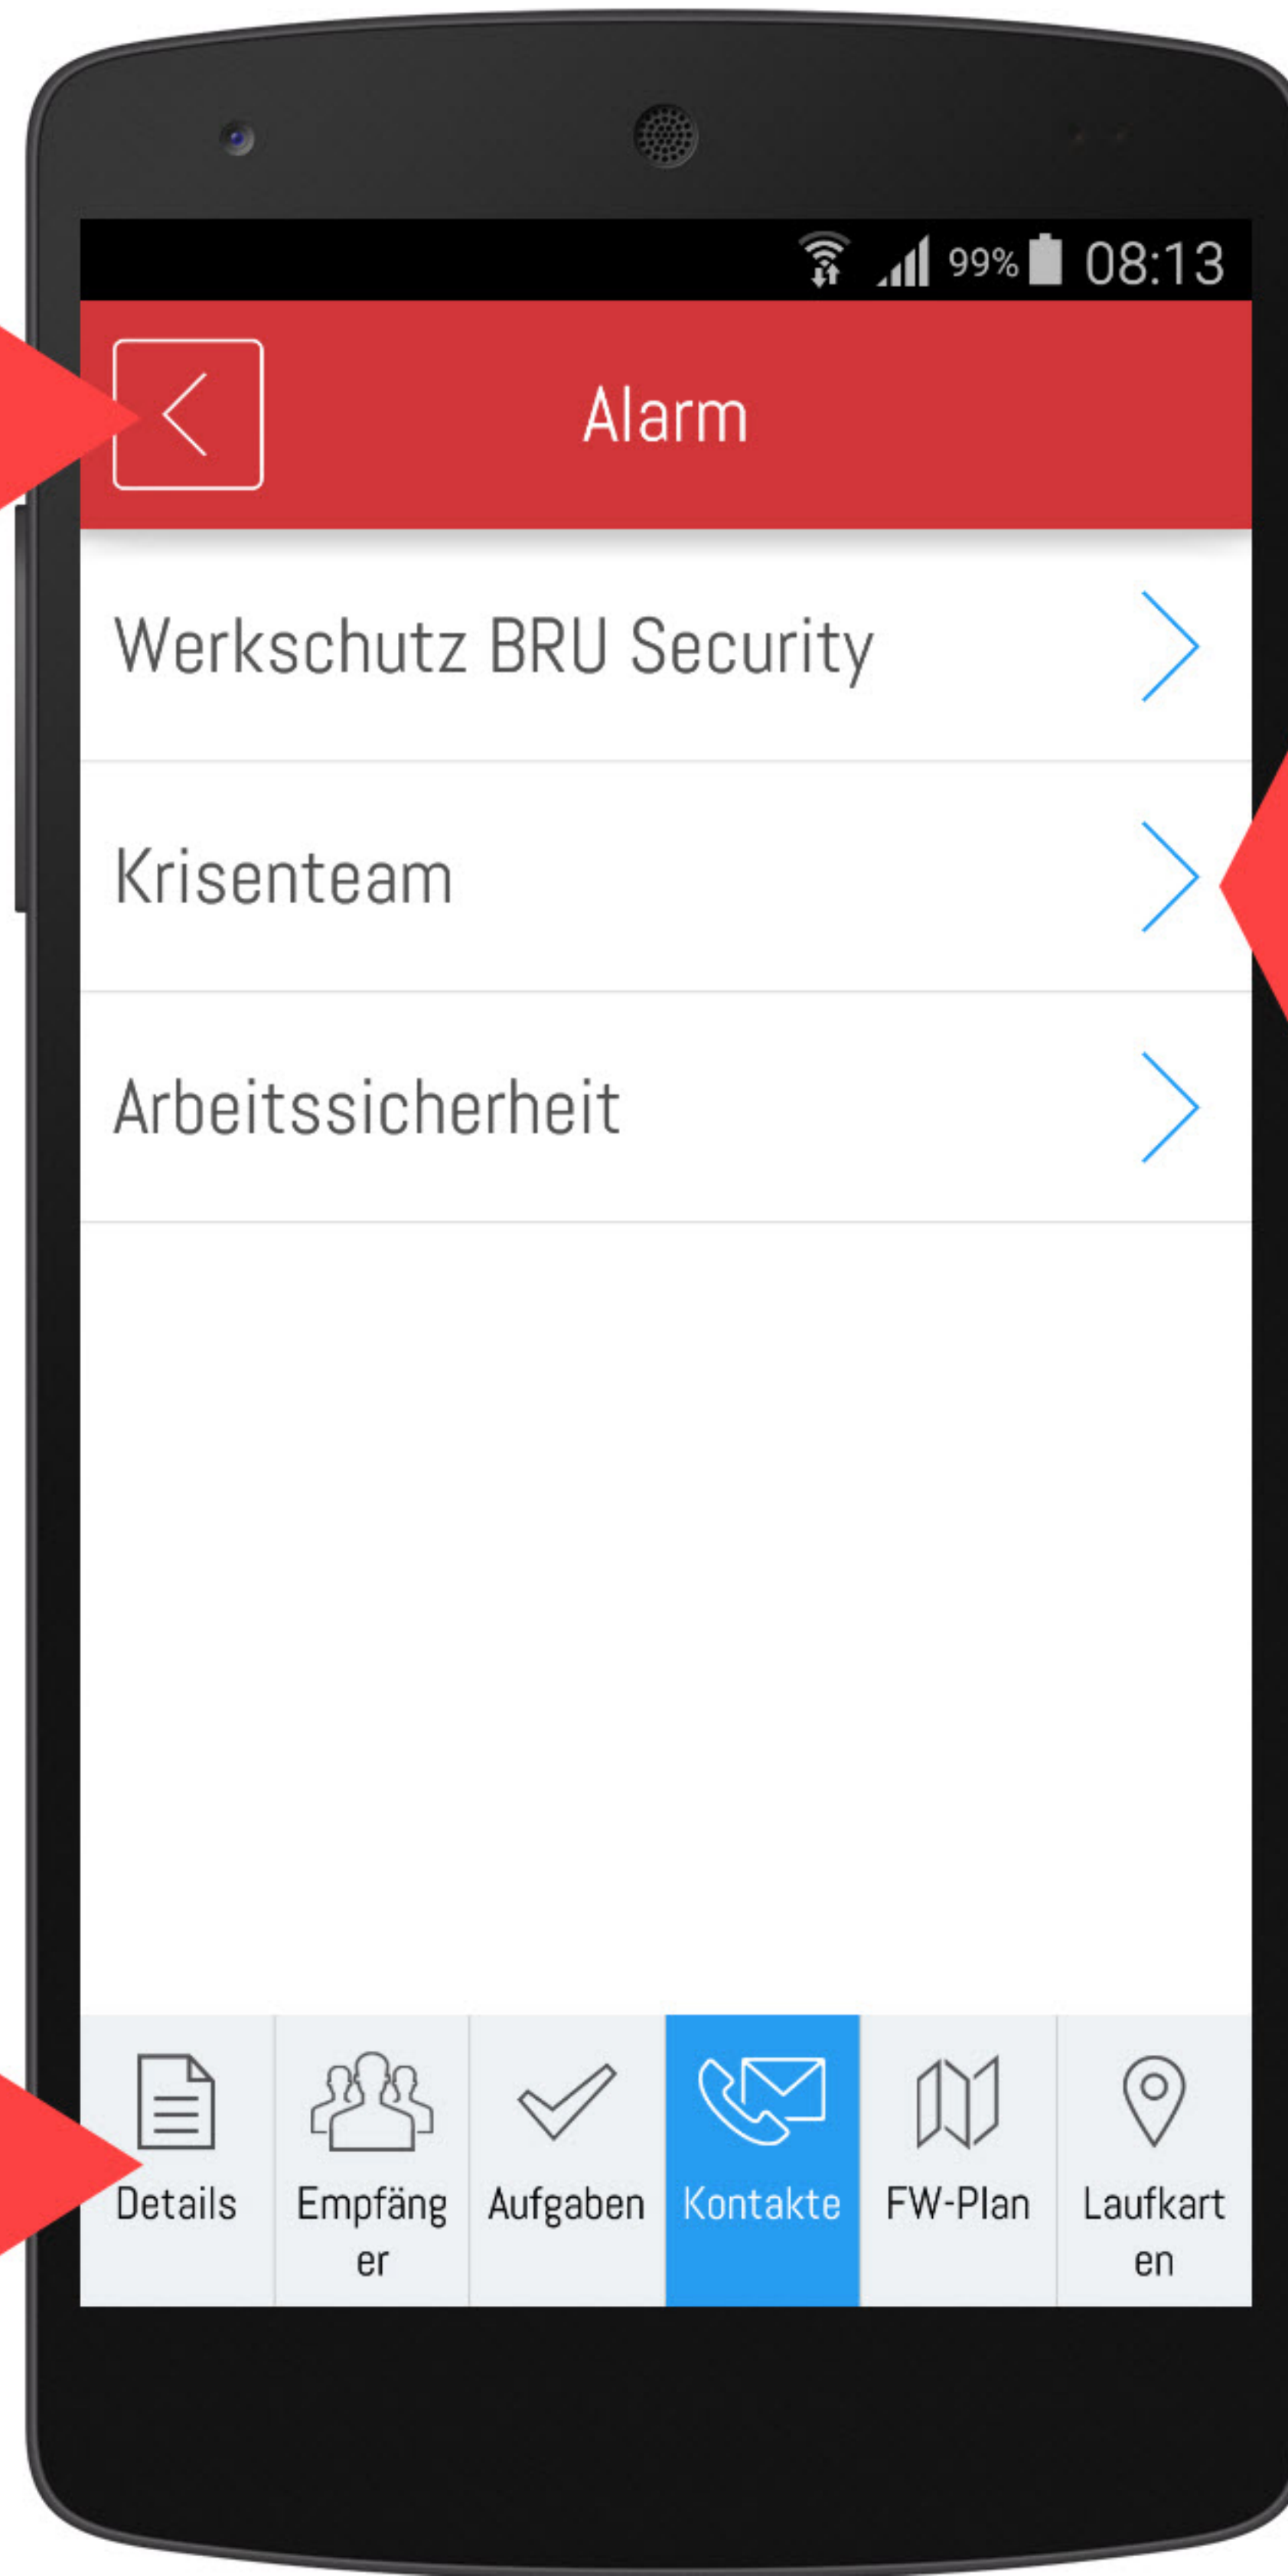 99% 08:13
Alarm
Werkschutz BRU Security
Krisenteam
Arbeitssicherheit
Details
Empfäng
er
Aufgaben
Kontakte
FW-Plan
Laufkart
en